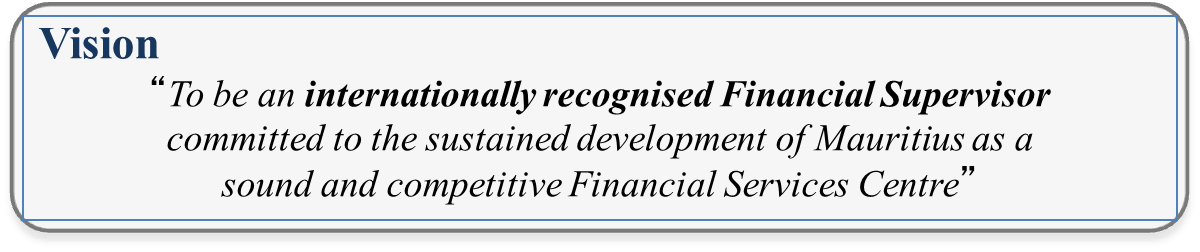 Vision
“To be an internationally recognised Financial Supervisor
committed to the sustained development of Mauritius as a
sound and competitive Financial Services Centre”